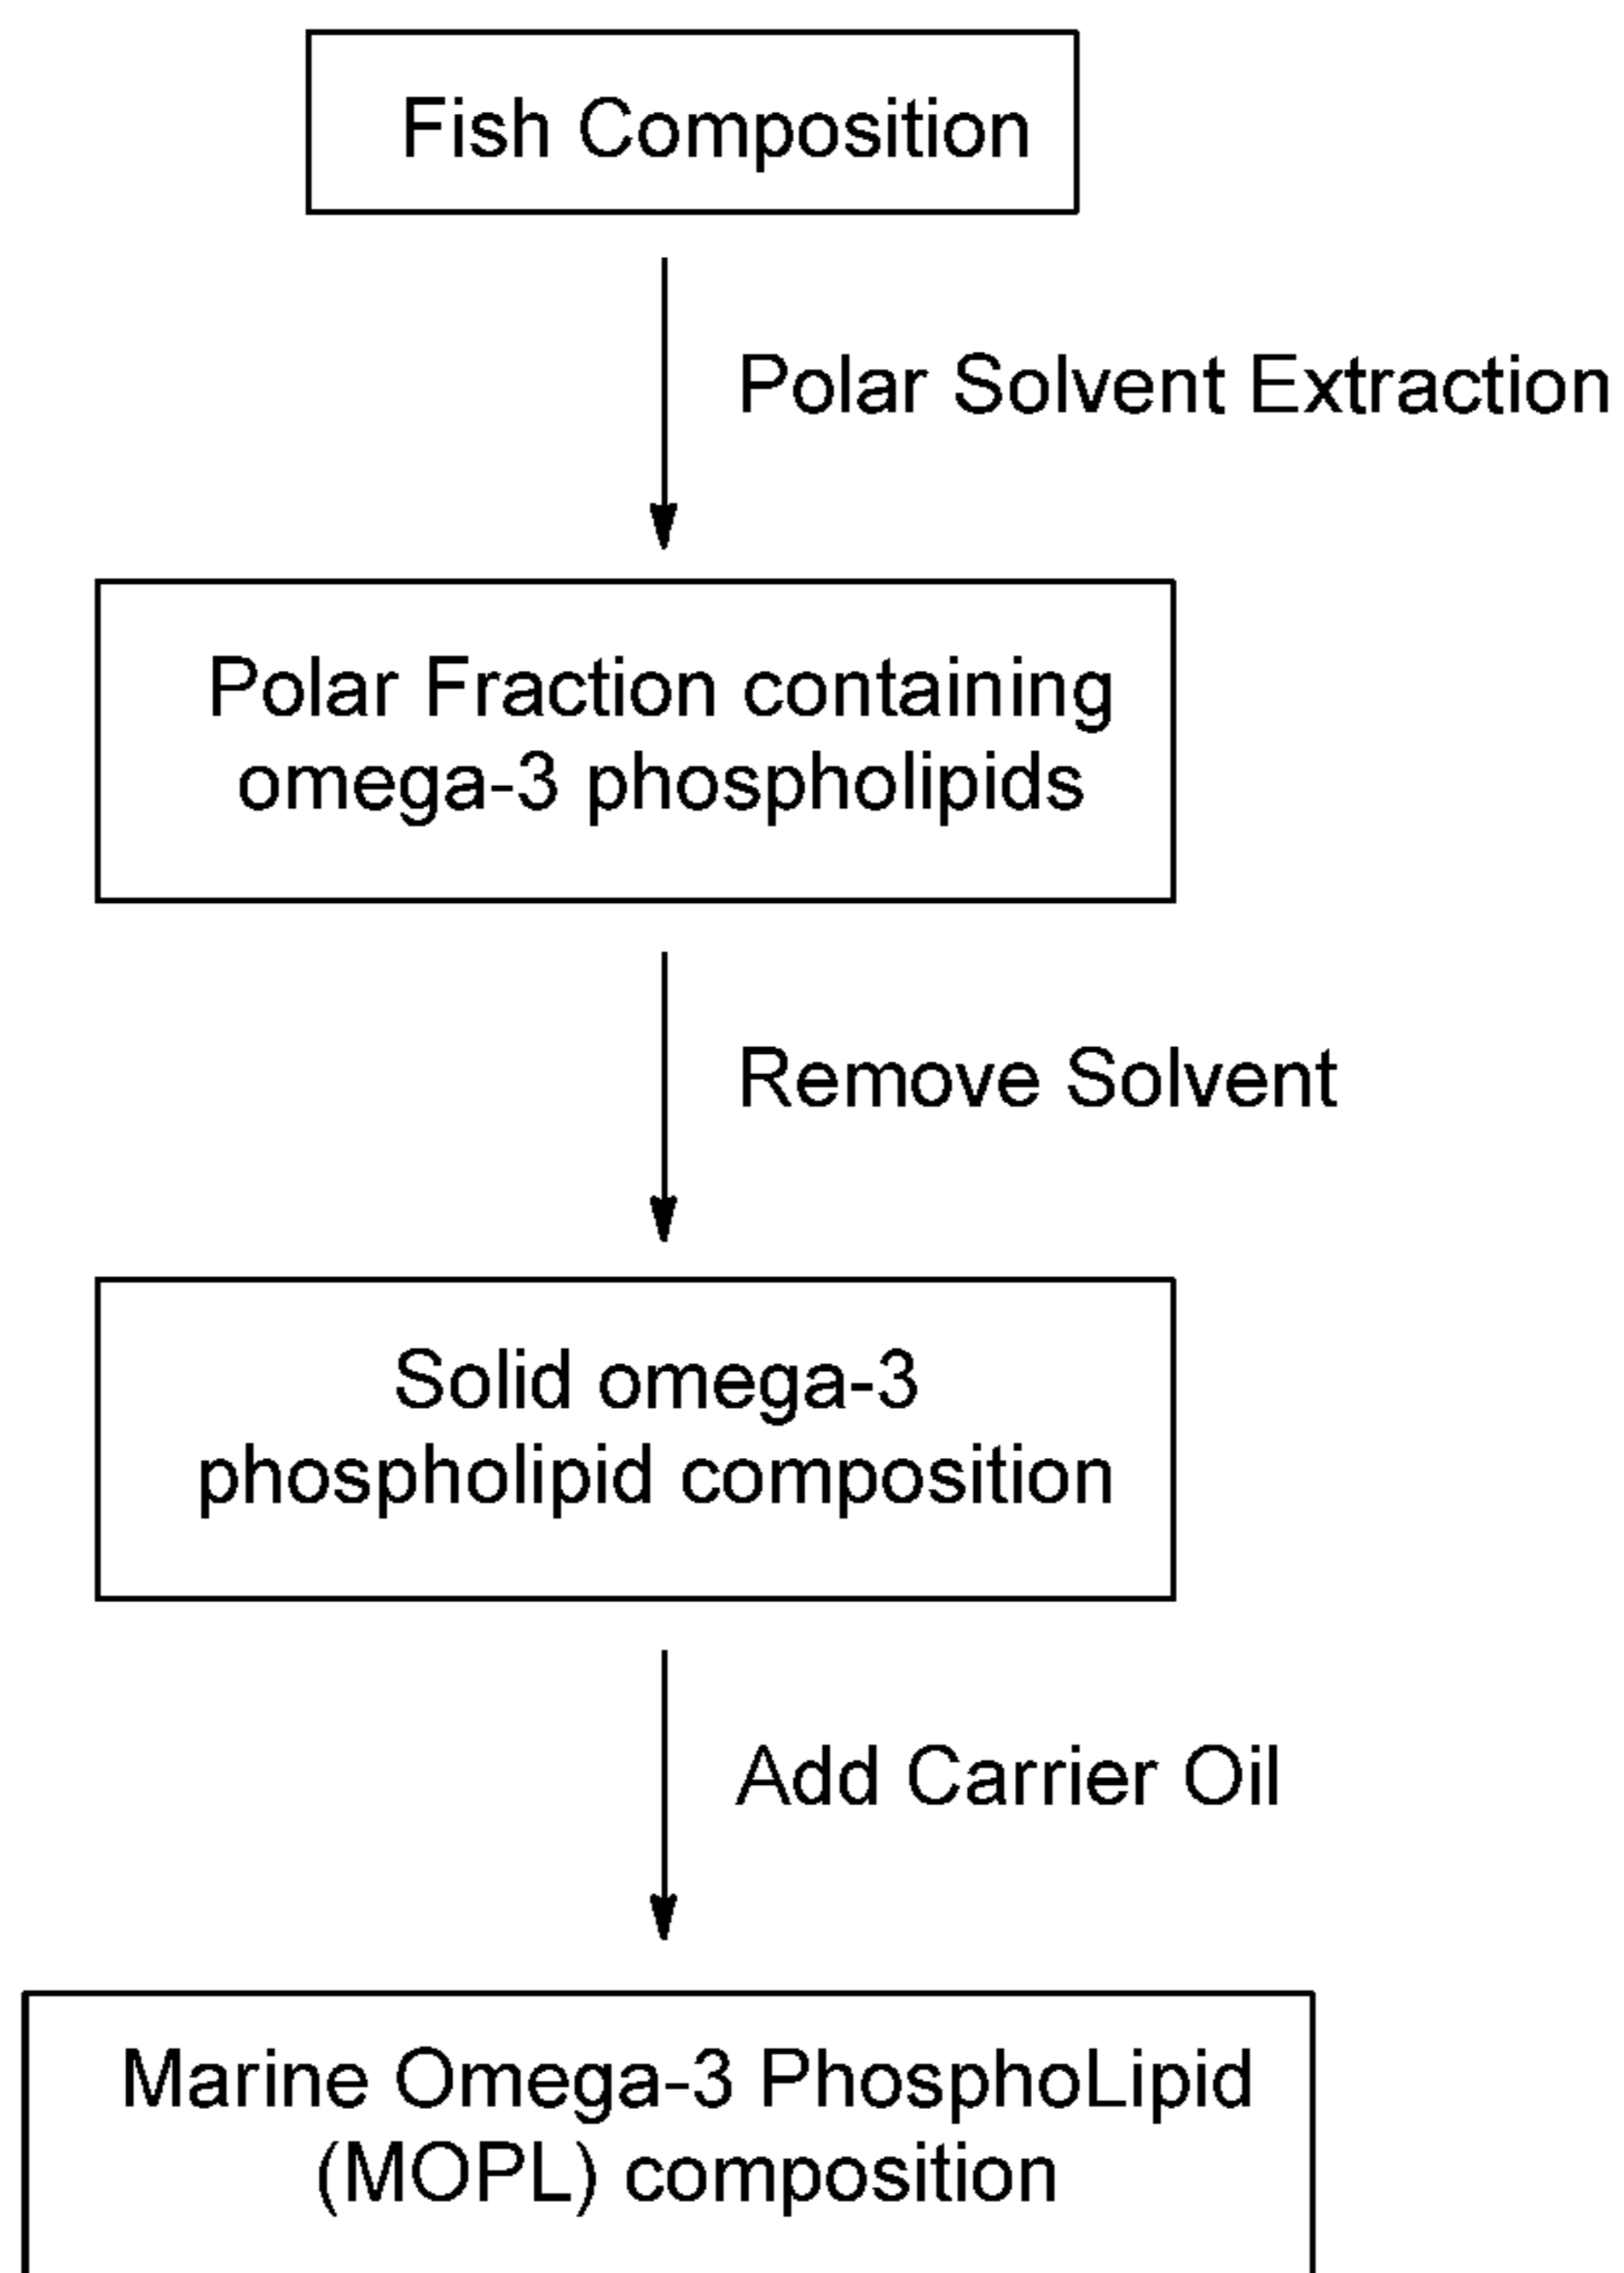 Fish Composition
Polar Solvent Extraction
Polar Fraction containing
omega-3 phospholipids
Remove Solvent
Solid omega-3
phospholipid composition
Add Carrier Oil
Marine Omega-3 PhosphoLipid
(MOPL) composition